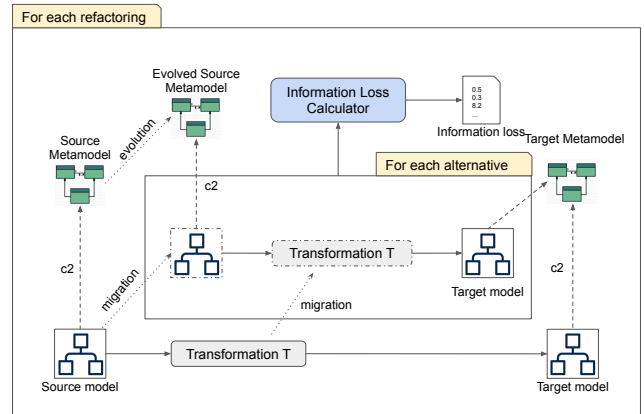 For each refactoring
Evolved Source
Metamodel
Information Loss
Calculator
0.5
0.3
8.2
...
Information loss
Source
Metamodel
evolution
Target Metamodel
For each alternative
c2
c2
migration
Transformation T
Target model
c2
migration
Transformation T
Source model
Target model